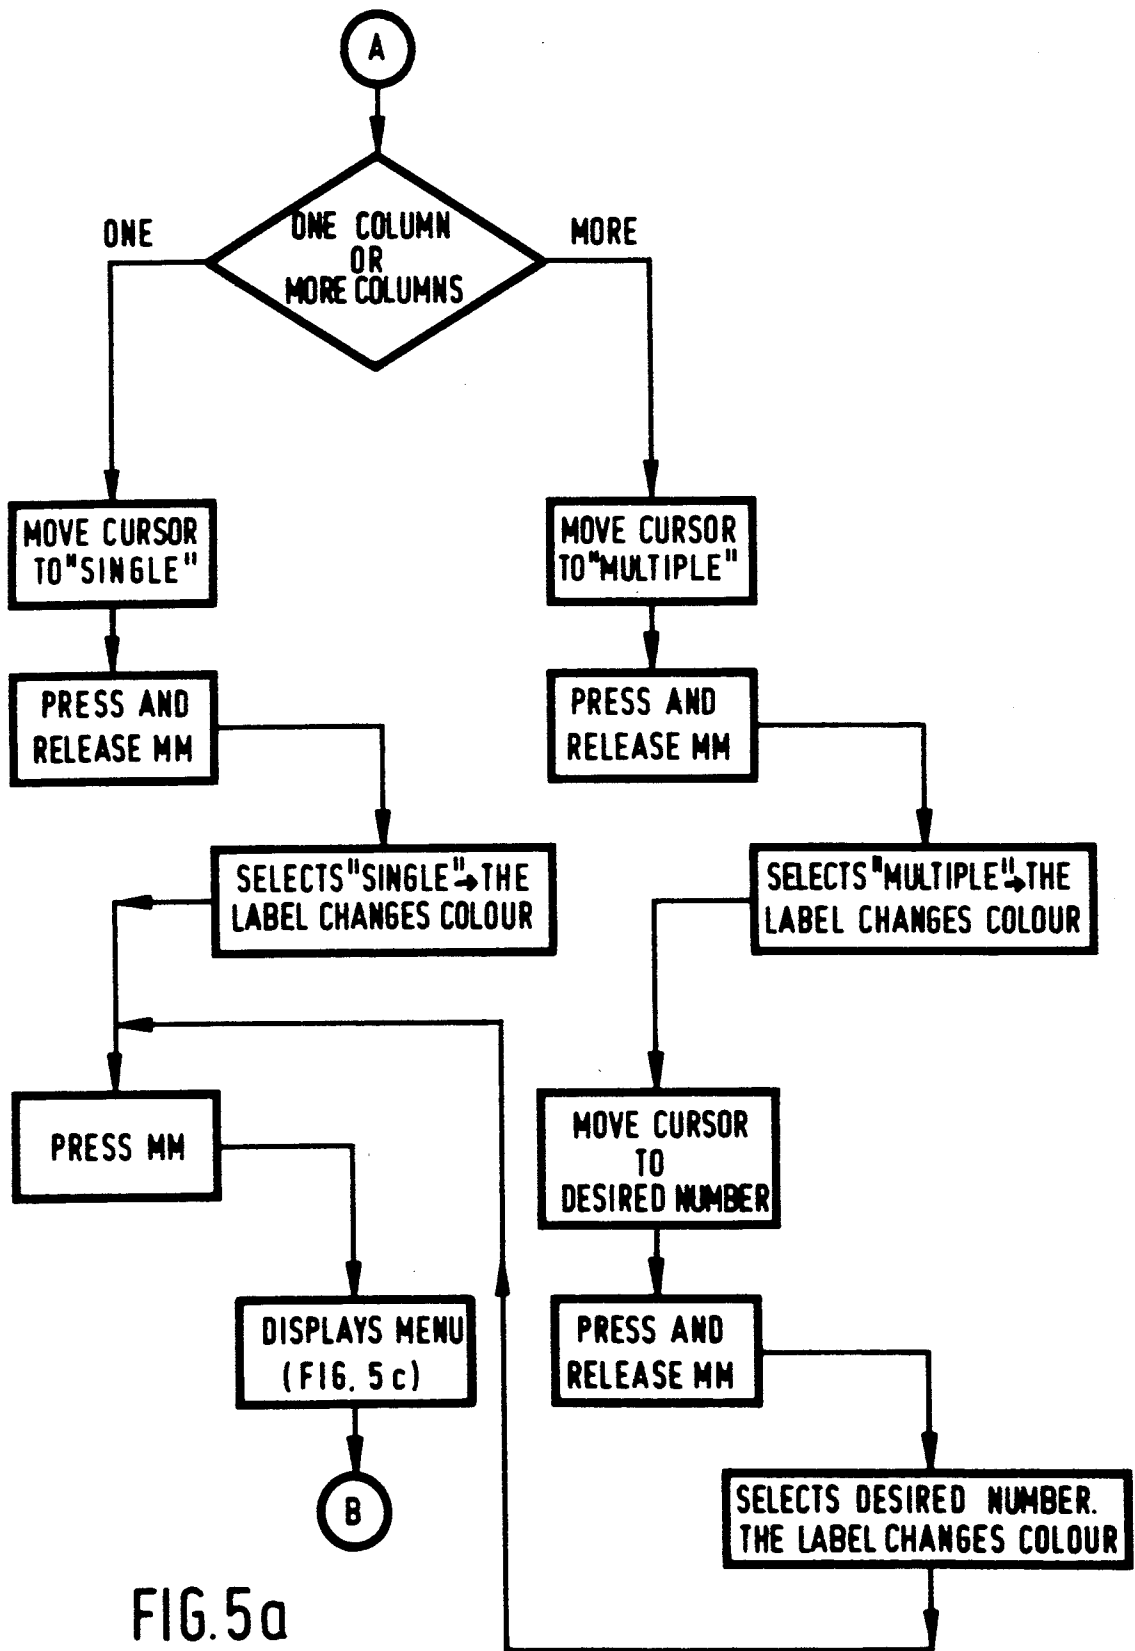 A
ONE COLUMN
OR
MORE COLUMNS
ONE
MORE
MOVE CURSOR
TO "SINGLE"
PRESS AND
RELEASE MM
SELECTS "SINGLE" → THE
LABEL CHANGES COLOUR
MOVE CURSOR
TO "MULTIPLE"
PRESS AND
RELEASE MM
SELECTS "MULTIPLE" → THE
LABEL CHANGES COLOUR
MOVE CURSOR
TO
DESIRED NUMBER
PRESS AND
RELEASE MM
SELECTS DESIRED NUMBER.
THE LABEL CHANGES COLOUR
PRESS MM
DISPLAYS MENU
(FIG. 5c)
B
FIG. 5a